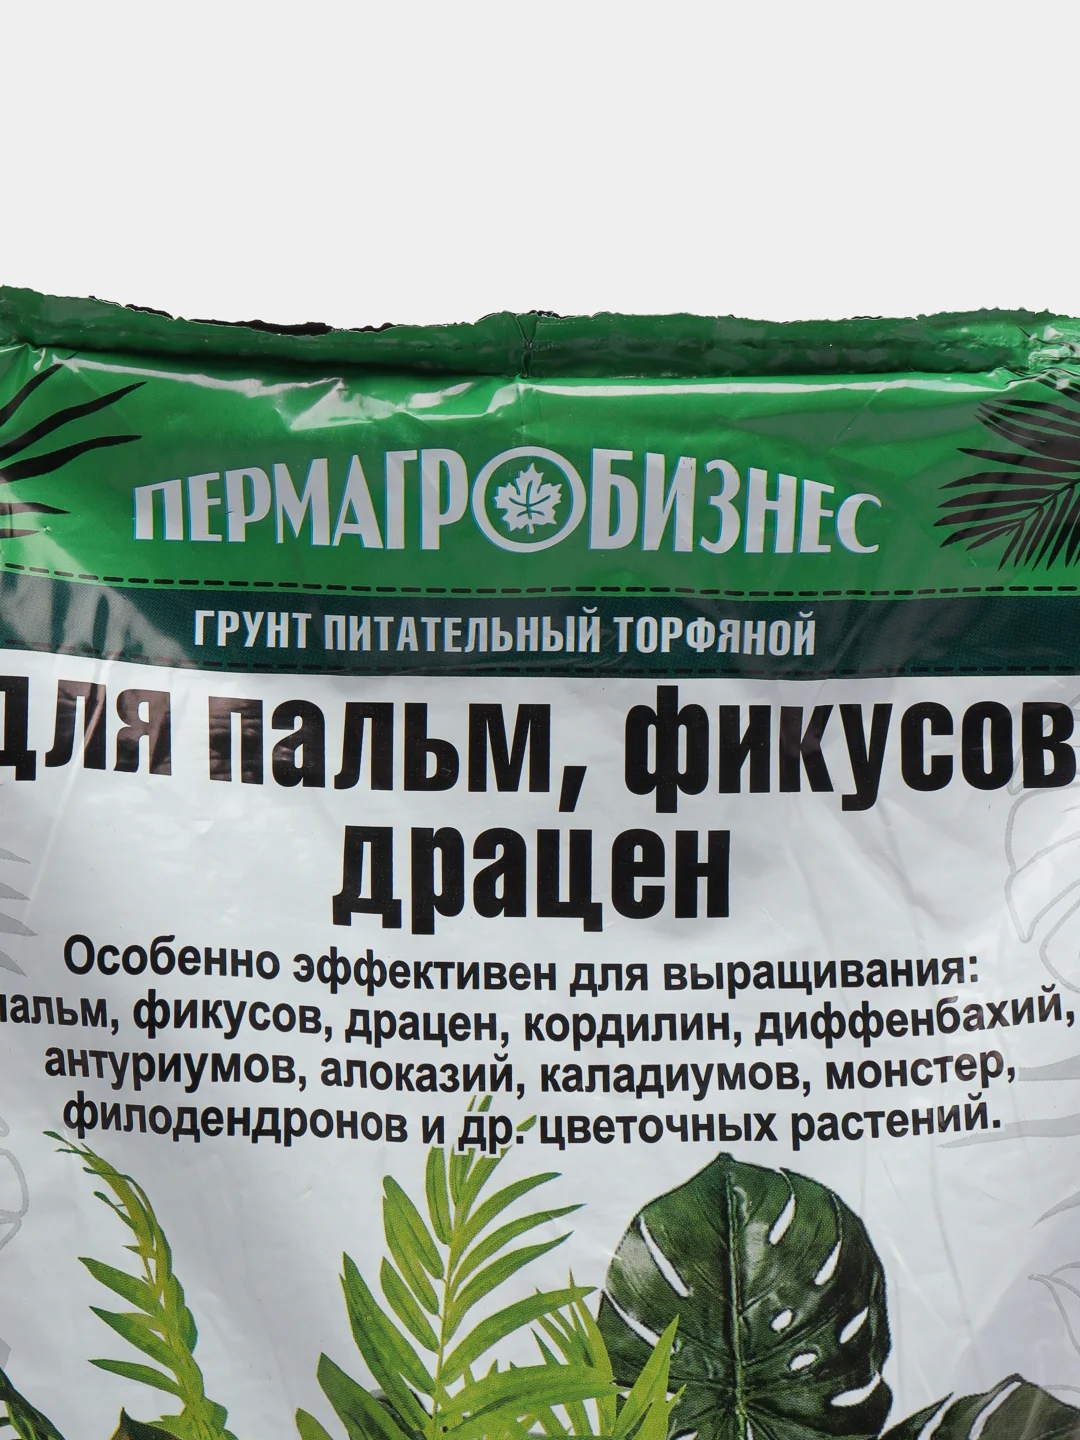 ПЕРМАГРОБИЗНЕС
ГРУНТ ПИТАТЕЛЬНЫЙ ТОРФЯНОЙ
для пальм, фикусов,
драцен
Особенно эффективен для выращивания:
пальм, фикусов, драцен, кордилин, диффенбахий,
антуриумов, алоказий, каладиумов, монстер,
филодендронов и др. цветочных растений.